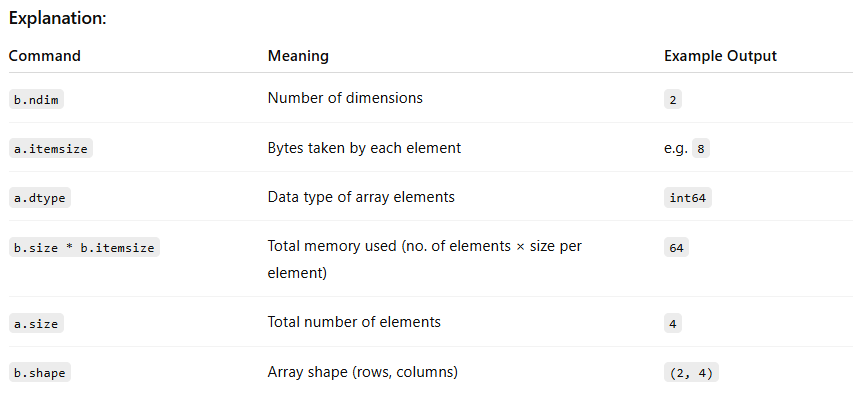 Explanation:
Command Meaning Example Output
b.ndim Number of dimensions 2
a.itemsize Bytes taken by each element e.g. 8
a.dtype Data type of array elements int64
b.size * b.itemsize Total memory used (no. of elements × size per 64
element)
a.size Total number of elements 4
b.shape Array shape (rows, columns) (2, 4)